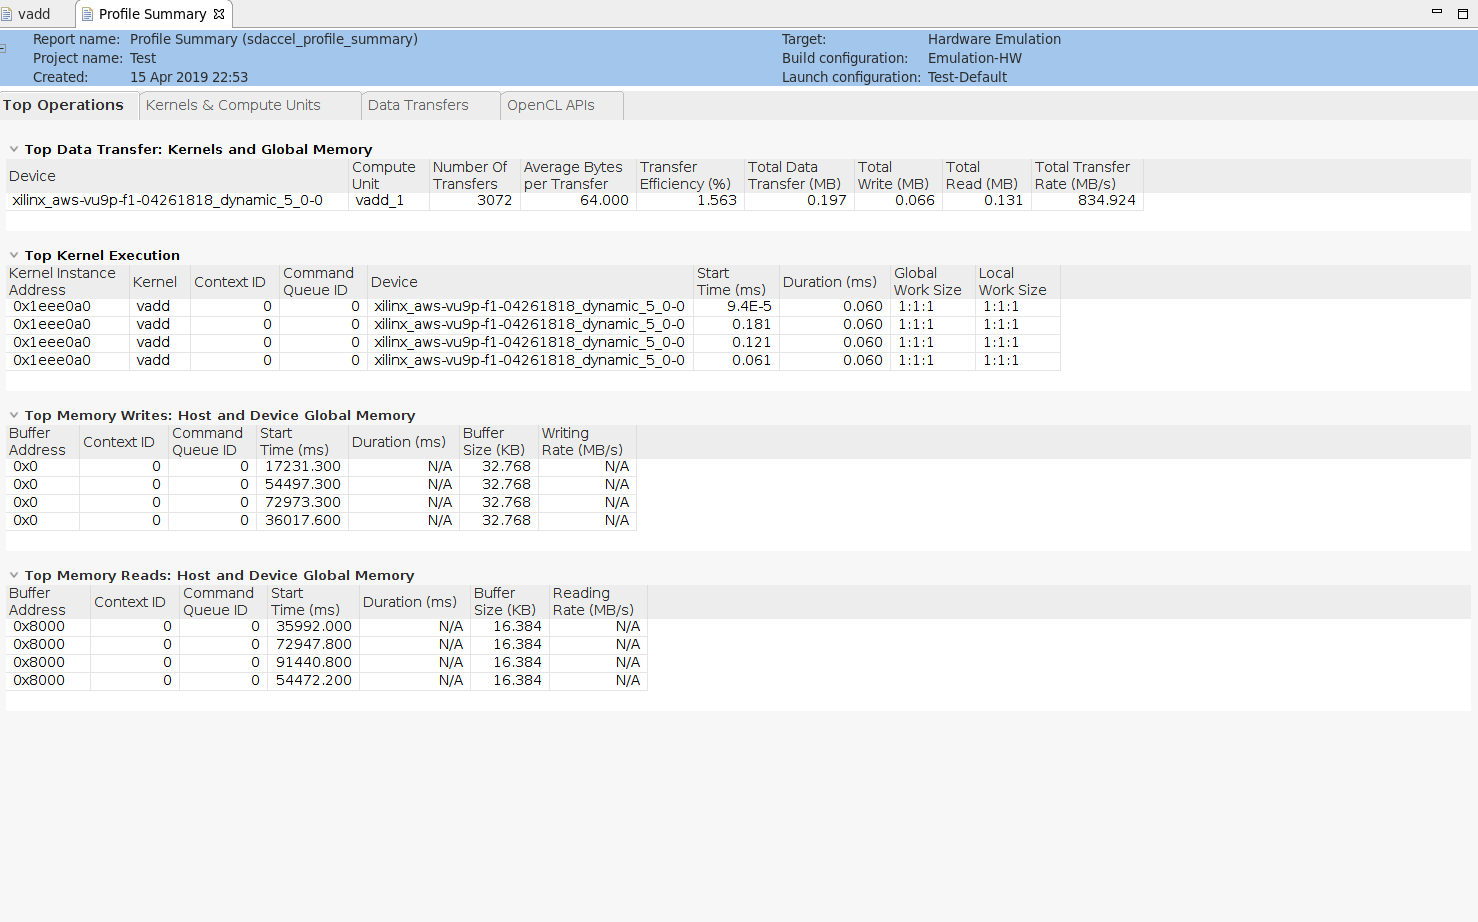 vadd Profile Summary
Report name: Profile Summary (sdaccel_profile_summary) Target: Hardware Emulation
Project name: Test Build configuration: Emulation-HW
Created: 15 Apr 2019 22:53 Launch configuration: Test-Default
Top Operations Kernels & Compute Units Data Transfers OpenCL APIs
Top Data Transfer: Kernels and Global Memory
Device Compute Unit Number Of Transfers Average Bytes per Transfer Transfer Efficiency (%) Total Data Transfer (MB) Total Write (MB) Total Read (MB) Total Transfer Rate (MB/s)
xilinx_aws-vu9p-f1-04261818_dynamic_5_0-0 vadd_1 3072 64.000 1.563 0.197 0.066 0.131 834.924
Top Kernel Execution
Kernel Instance Address Kernel Context ID Command Queue ID Device Start Time (ms) Duration (ms) Global Work Size Local Work Size
0x1eee0a0 vadd 0 0 xilinx_aws-vu9p-f1-04261818_dynamic_5_0-0 9.4E-5 0.060 1:1:1 1:1:1
0x1eee0a0 vadd 0 0 xilinx_aws-vu9p-f1-04261818_dynamic_5_0-0 0.181 0.060 1:1:1 1:1:1
0x1eee0a0 vadd 0 0 xilinx_aws-vu9p-f1-04261818_dynamic_5_0-0 0.121 0.060 1:1:1 1:1:1
0x1eee0a0 vadd 0 0 xilinx_aws-vu9p-f1-04261818_dynamic_5_0-0 0.061 0.060 1:1:1 1:1:1
Top Memory Writes: Host and Device Global Memory
Buffer Address Context ID Command Queue ID Start Time (ms) Duration (ms) Buffer Size (KB) Writing Rate (MB/s)
0x0 0 0 17231.300 N/A 32.768 N/A
0x0 0 0 54497.300 N/A 32.768 N/A
0x0 0 0 72973.300 N/A 32.768 N/A
0x0 0 0 36017.600 N/A 32.768 N/A
Top Memory Reads: Host and Device Global Memory
Buffer Address Context ID Command Queue ID Start Time (ms) Duration (ms) Buffer Size (KB) Reading Rate (MB/s)
0x8000 0 0 35992.000 N/A 16.384 N/A
0x8000 0 0 72947.800 N/A 16.384 N/A
0x8000 0 0 91440.800 N/A 16.384 N/A
0x8000 0 0 54472.200 N/A 16.384 N/A